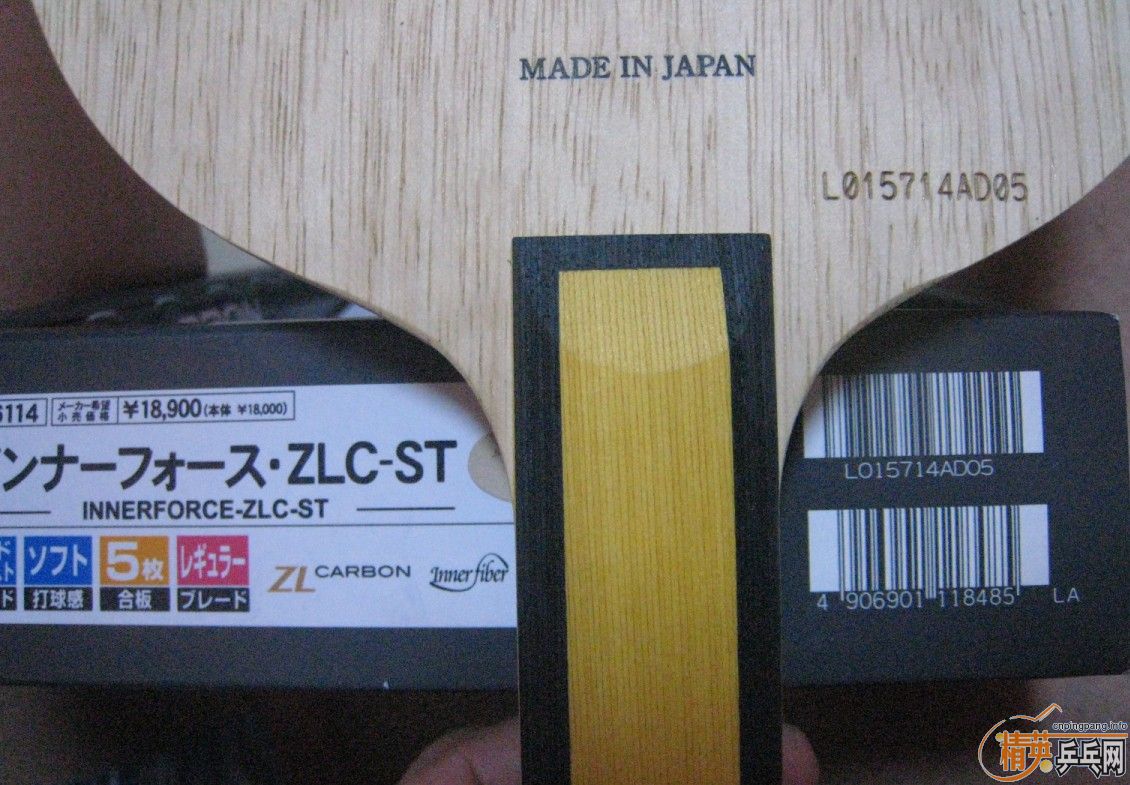 MADE IN JAPAN
L015714AD05
6114 メーカー希望 小売価格 ¥18,900(本体 ¥18,000)
ンナーフォース・ZLC-ST
INNERFORCE-ZLC-ST
ソフト 5枚 レギュラー
打球感 合板 ブレード
ZL CARBON Innerfiber
L015714AD05
4 906901 118485 LA
cnpingpang.info
精英乒乓网